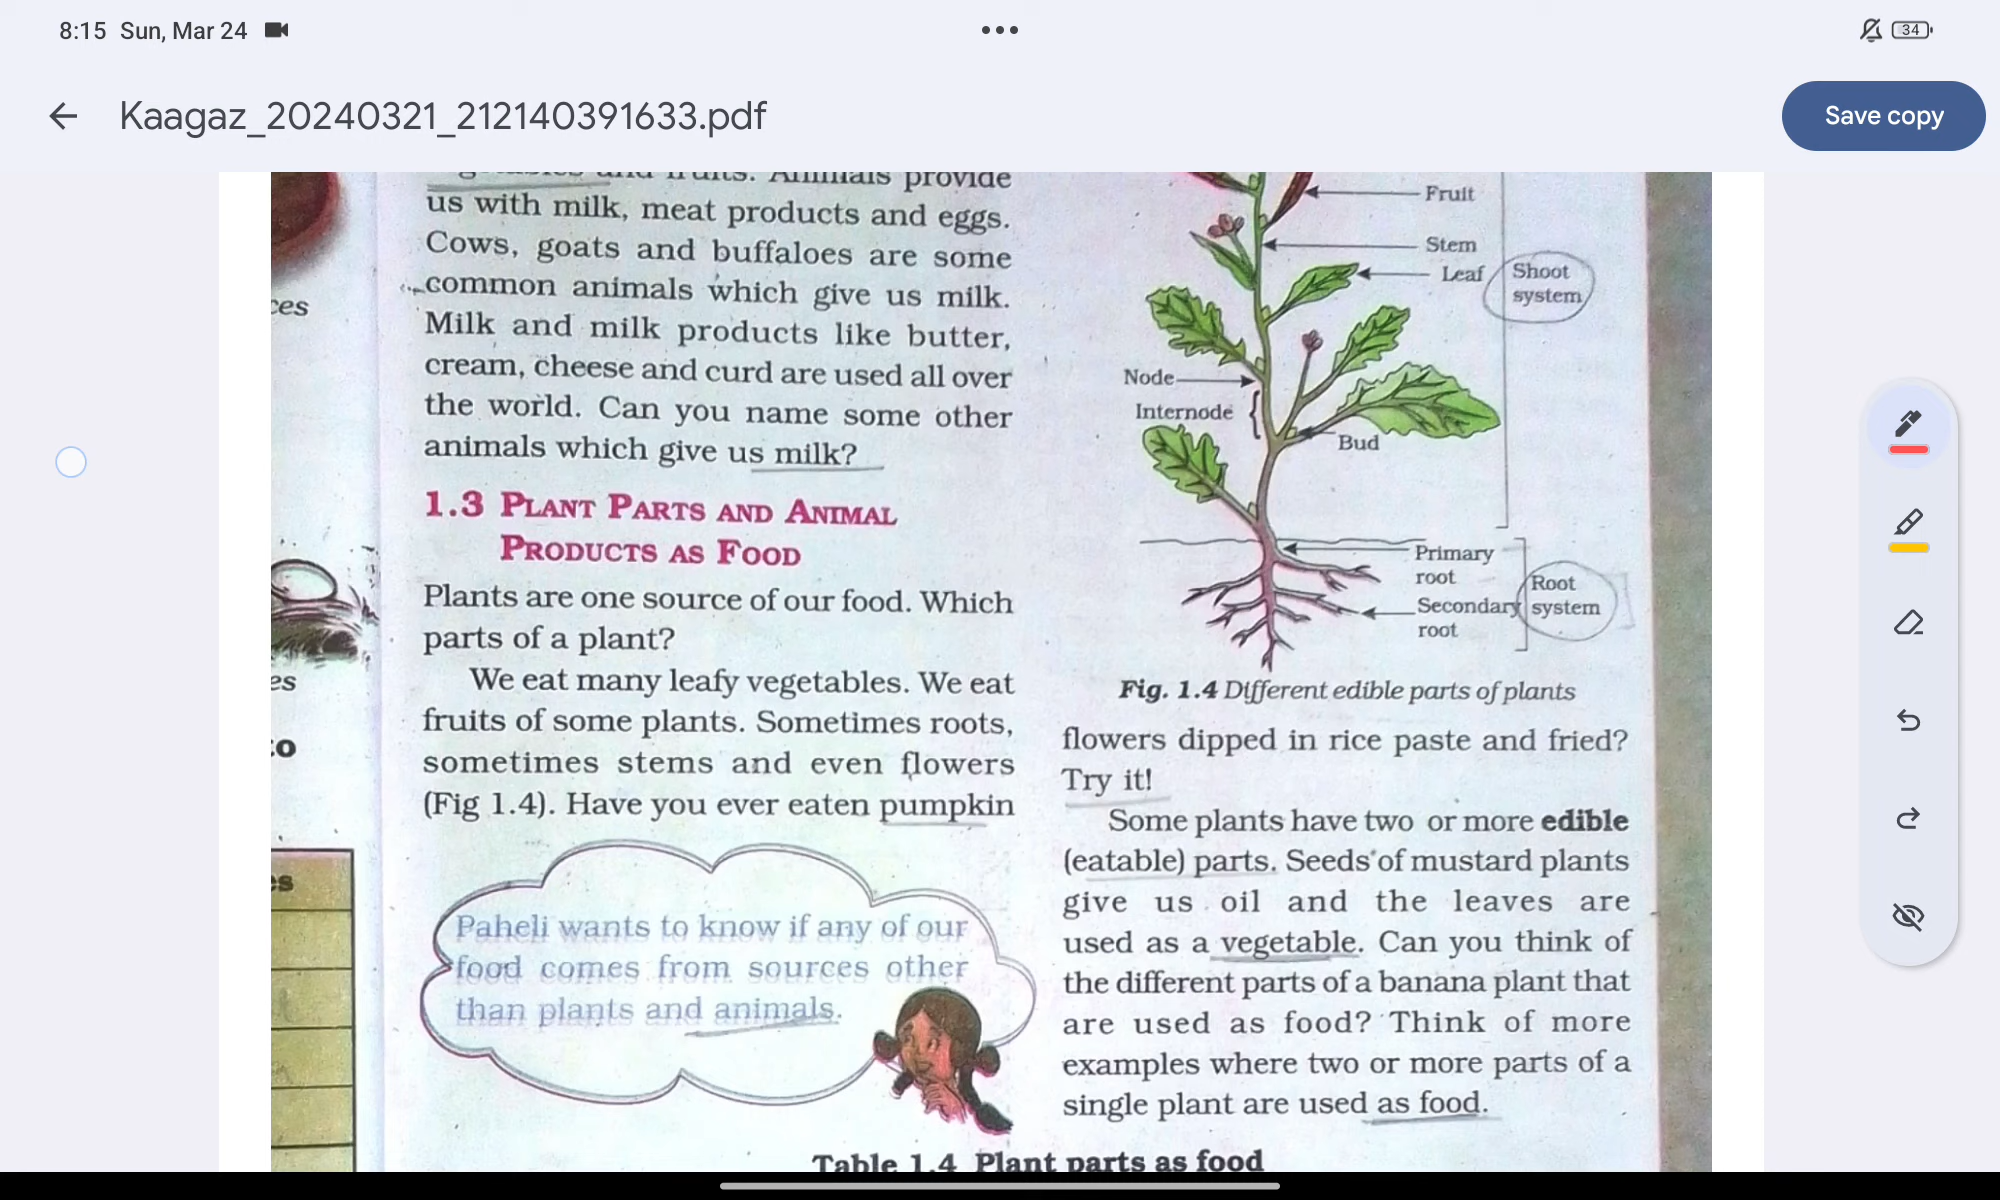 8:15 Sun, Mar 24
34
Kaagaz_20240321_212140391633.pdf
Save copy
and fruits. Animals provide
us with milk, meat products and eggs.
Cows, goats and buffaloes are some
common animals which give us milk.
Milk and milk products like butter,
cream, cheese and curd are used all over
the world. Can you name some other
animals which give us milk?
1.3 PLANT PARTS AND ANIMAL
PRODUCTS AS FOOD
Plants are one source of our food. Which
parts of a plant?
We eat many leafy vegetables. We eat
fruits of some plants. Sometimes roots,
sometimes stems and even flowers
(Fig 1.4). Have you ever eaten pumpkin
Paheli wants to know if any of our
food comes from sources other
than plants and animals.
Fruit
Stem
Leaf
Shoot
system
Node
Internode
Bud
Primary
root
Secondary
root
Root
system
Fig. 1.4 Different edible parts of plants
flowers dipped in rice paste and fried?
Try it!
Some plants have two or more edible
(eatable) parts. Seeds of mustard plants
give us oil and the leaves are
used as a vegetable. Can you think of
the different parts of a banana plant that
are used as food? Think of more
examples where two or more parts of a
single plant are used as food.
Table 1.4 Plant parts as food